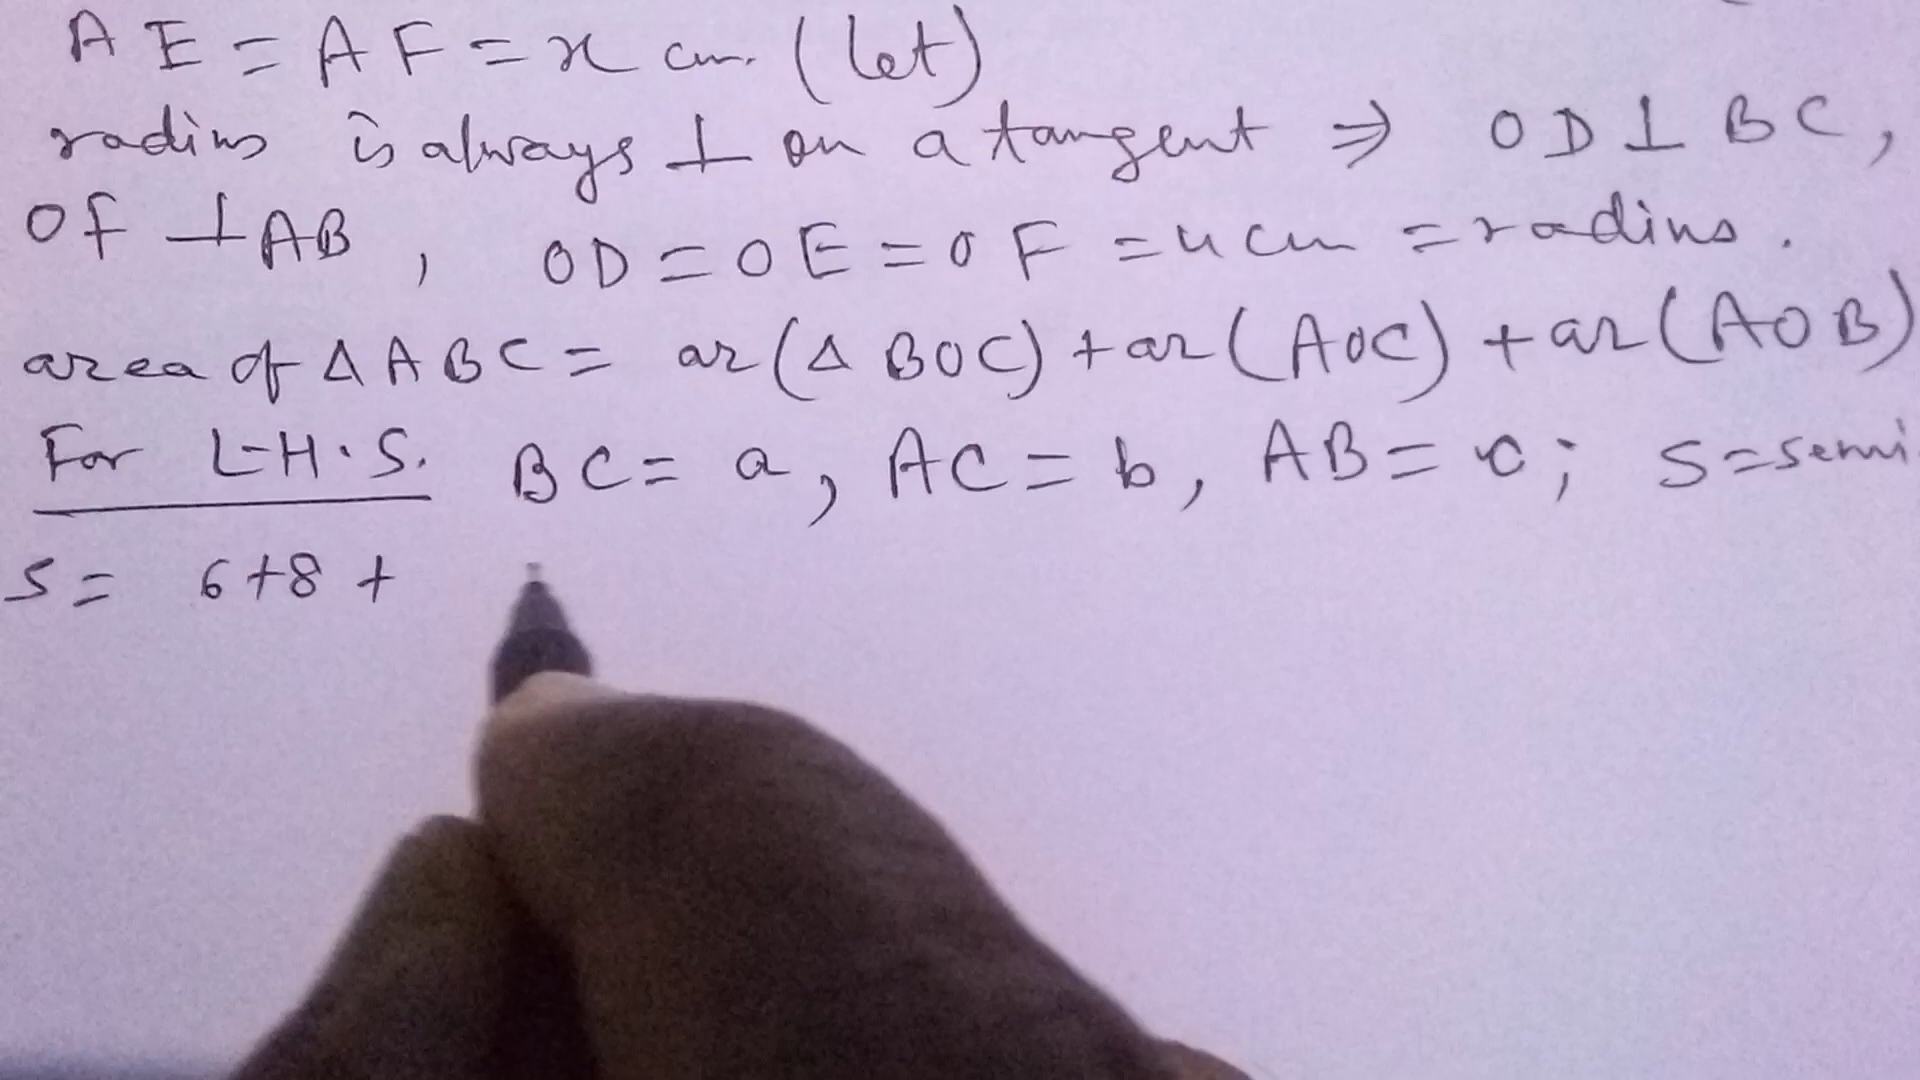 AE = AF = x cm. (let)
radius is always ⊥ on a tangent ⇒ OD ⊥ BC,
OF ⊥ AB, OD = OE = OF = 4 cm = radius.
area of Δ ABC = ar(Δ BOC) + ar(AOC) + ar(AOB)
For L.H.S. BC = a, AC = b, AB = c; S = semi
S = 6+8+